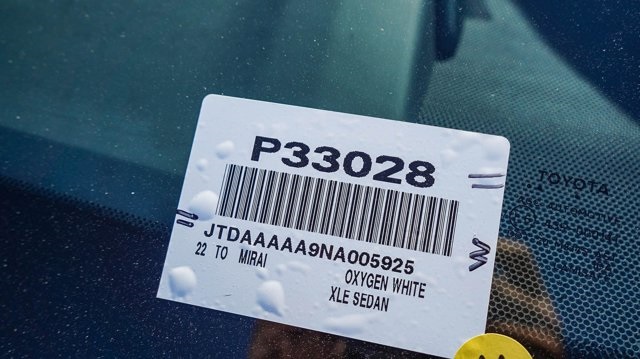 P33028
JTDAAAAA9NA005925
22 TO MIRAI
OXYGEN WHITE
XLE SEDAN
TOYOTA